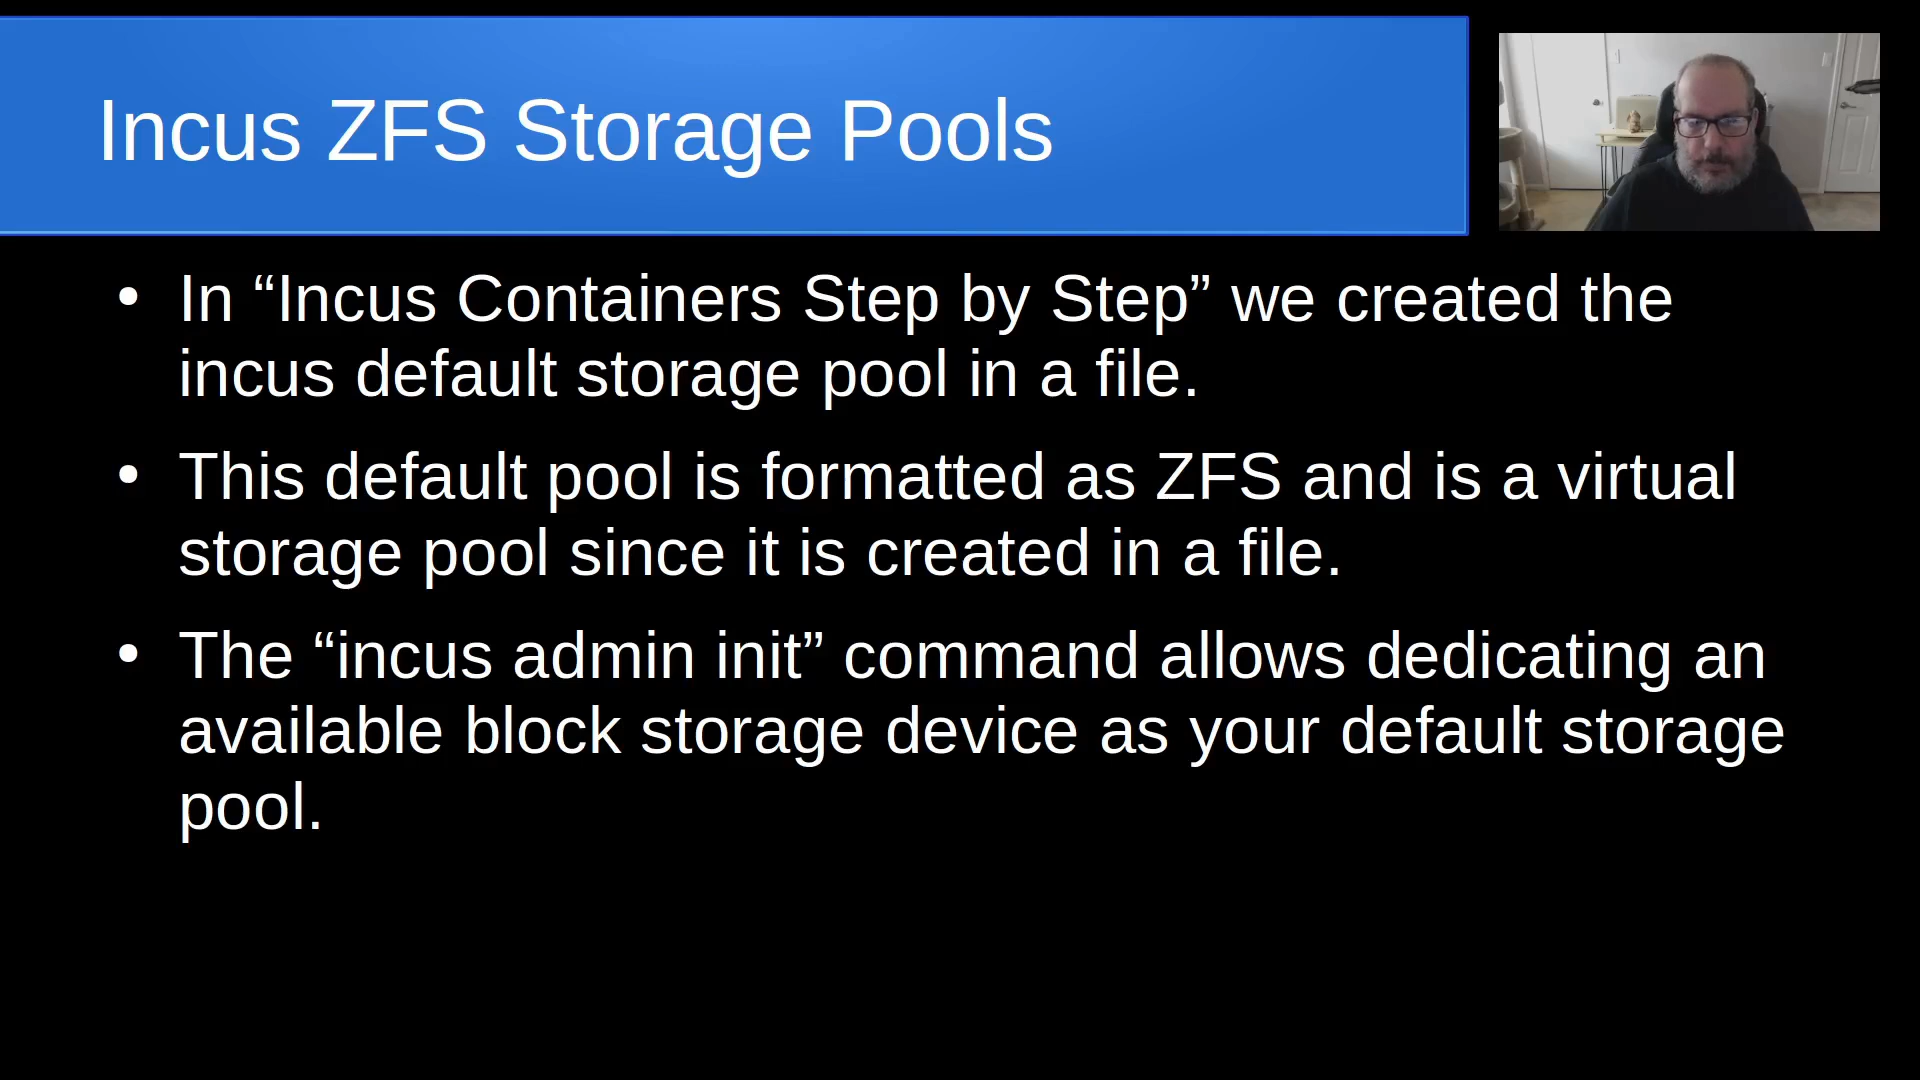 Incus ZFS Storage Pools
• In “Incus Containers Step by Step” we created the
incus default storage pool in a file.
• This default pool is formatted as ZFS and is a virtual
storage pool since it is created in a file.
• The “incus admin init” command allows dedicating an
available block storage device as your default storage
pool.